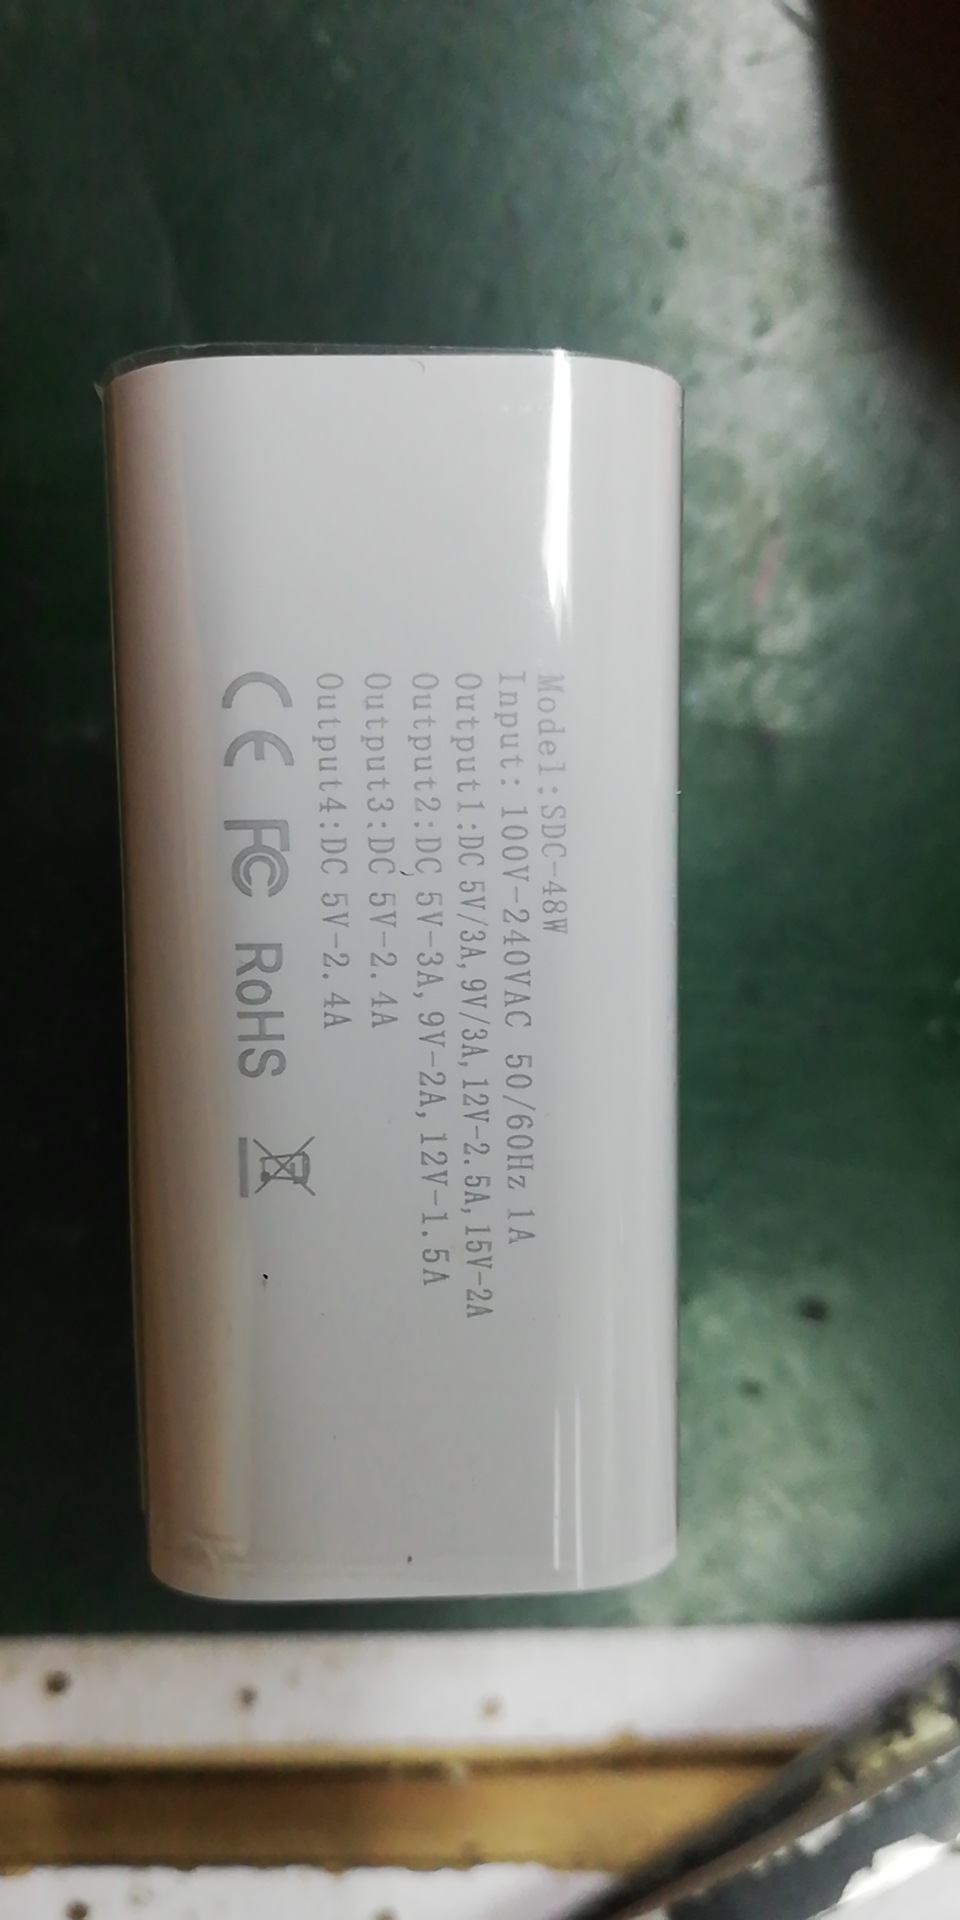 Model:SDC-48W
Input: 100V-240VAC 50/60Hz 1A
Output1:DC 5V/3A,9V/3A,12V-2.5A,15V-2A
Output2:DC 5V-3A,9V-2A,12V-1.5A
Output3:DC 5V-2.4A
Output4:DC 5V-2.4A
CE FC RoHS